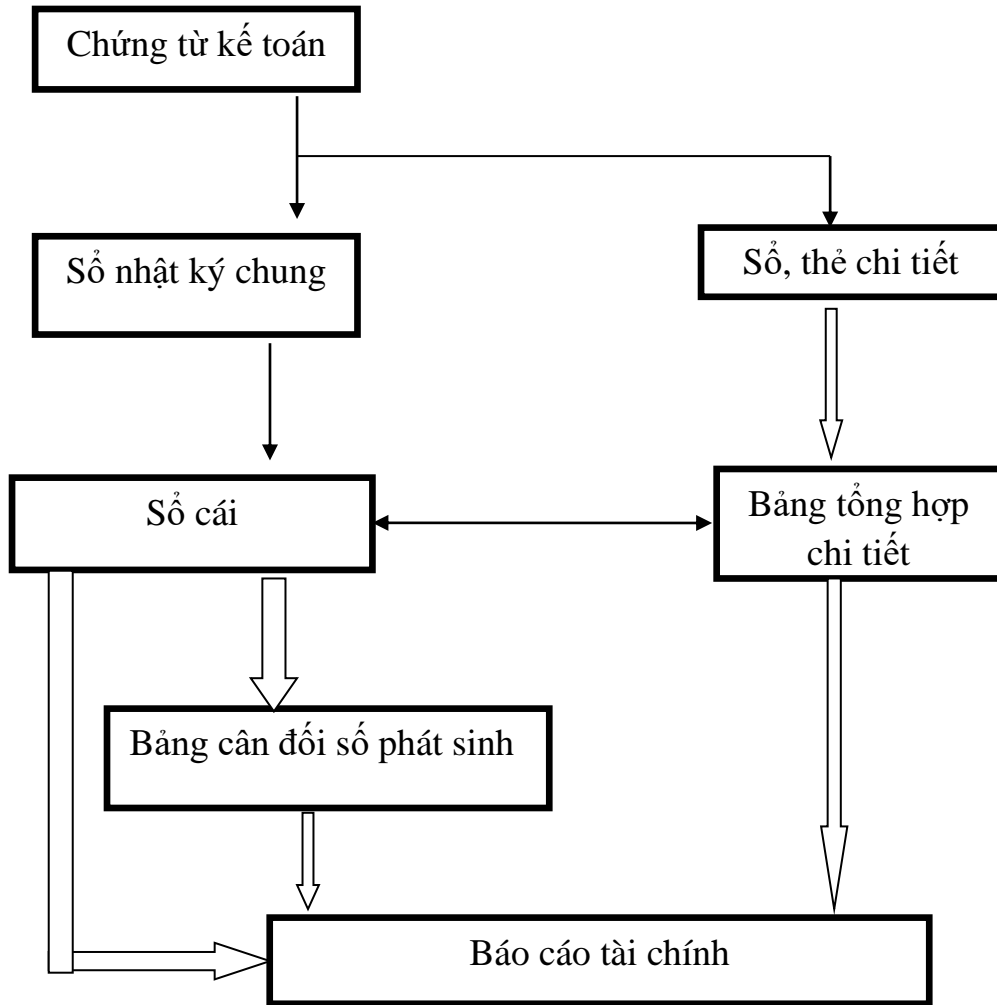 Chứng từ kế toán
Sổ nhật ký chung
Sổ, thẻ chi tiết
Sổ cái
Bảng tổng hợp
chi tiết
Bảng cân đối số phát sinh
Báo cáo tài chính